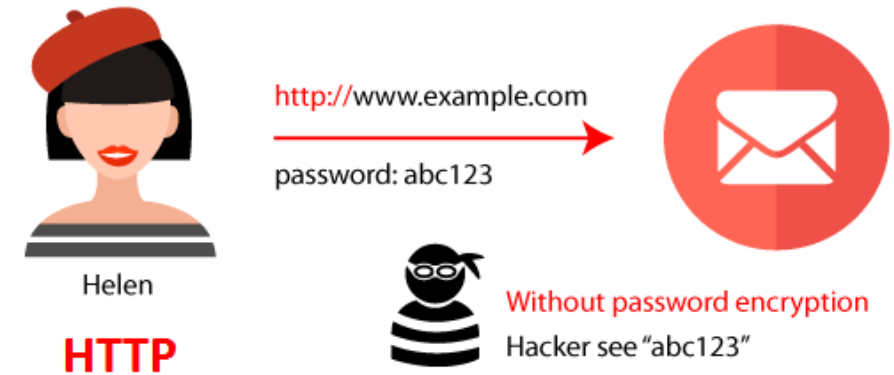 http://www.example.com
password: abc123
Helen
HTTP
Without password encryption
Hacker see “abc123”